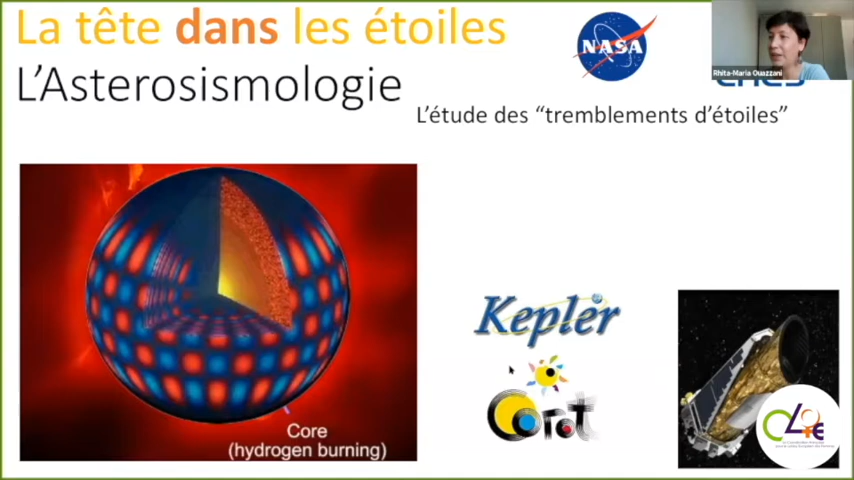 La tête dans les étoiles
NASA
Rhita-Maria Ouazzani
cnes
L'Asterosismologie
L'étude des “tremblements d'étoiles”
Kepler
Corot
Core
(hydrogen burning)